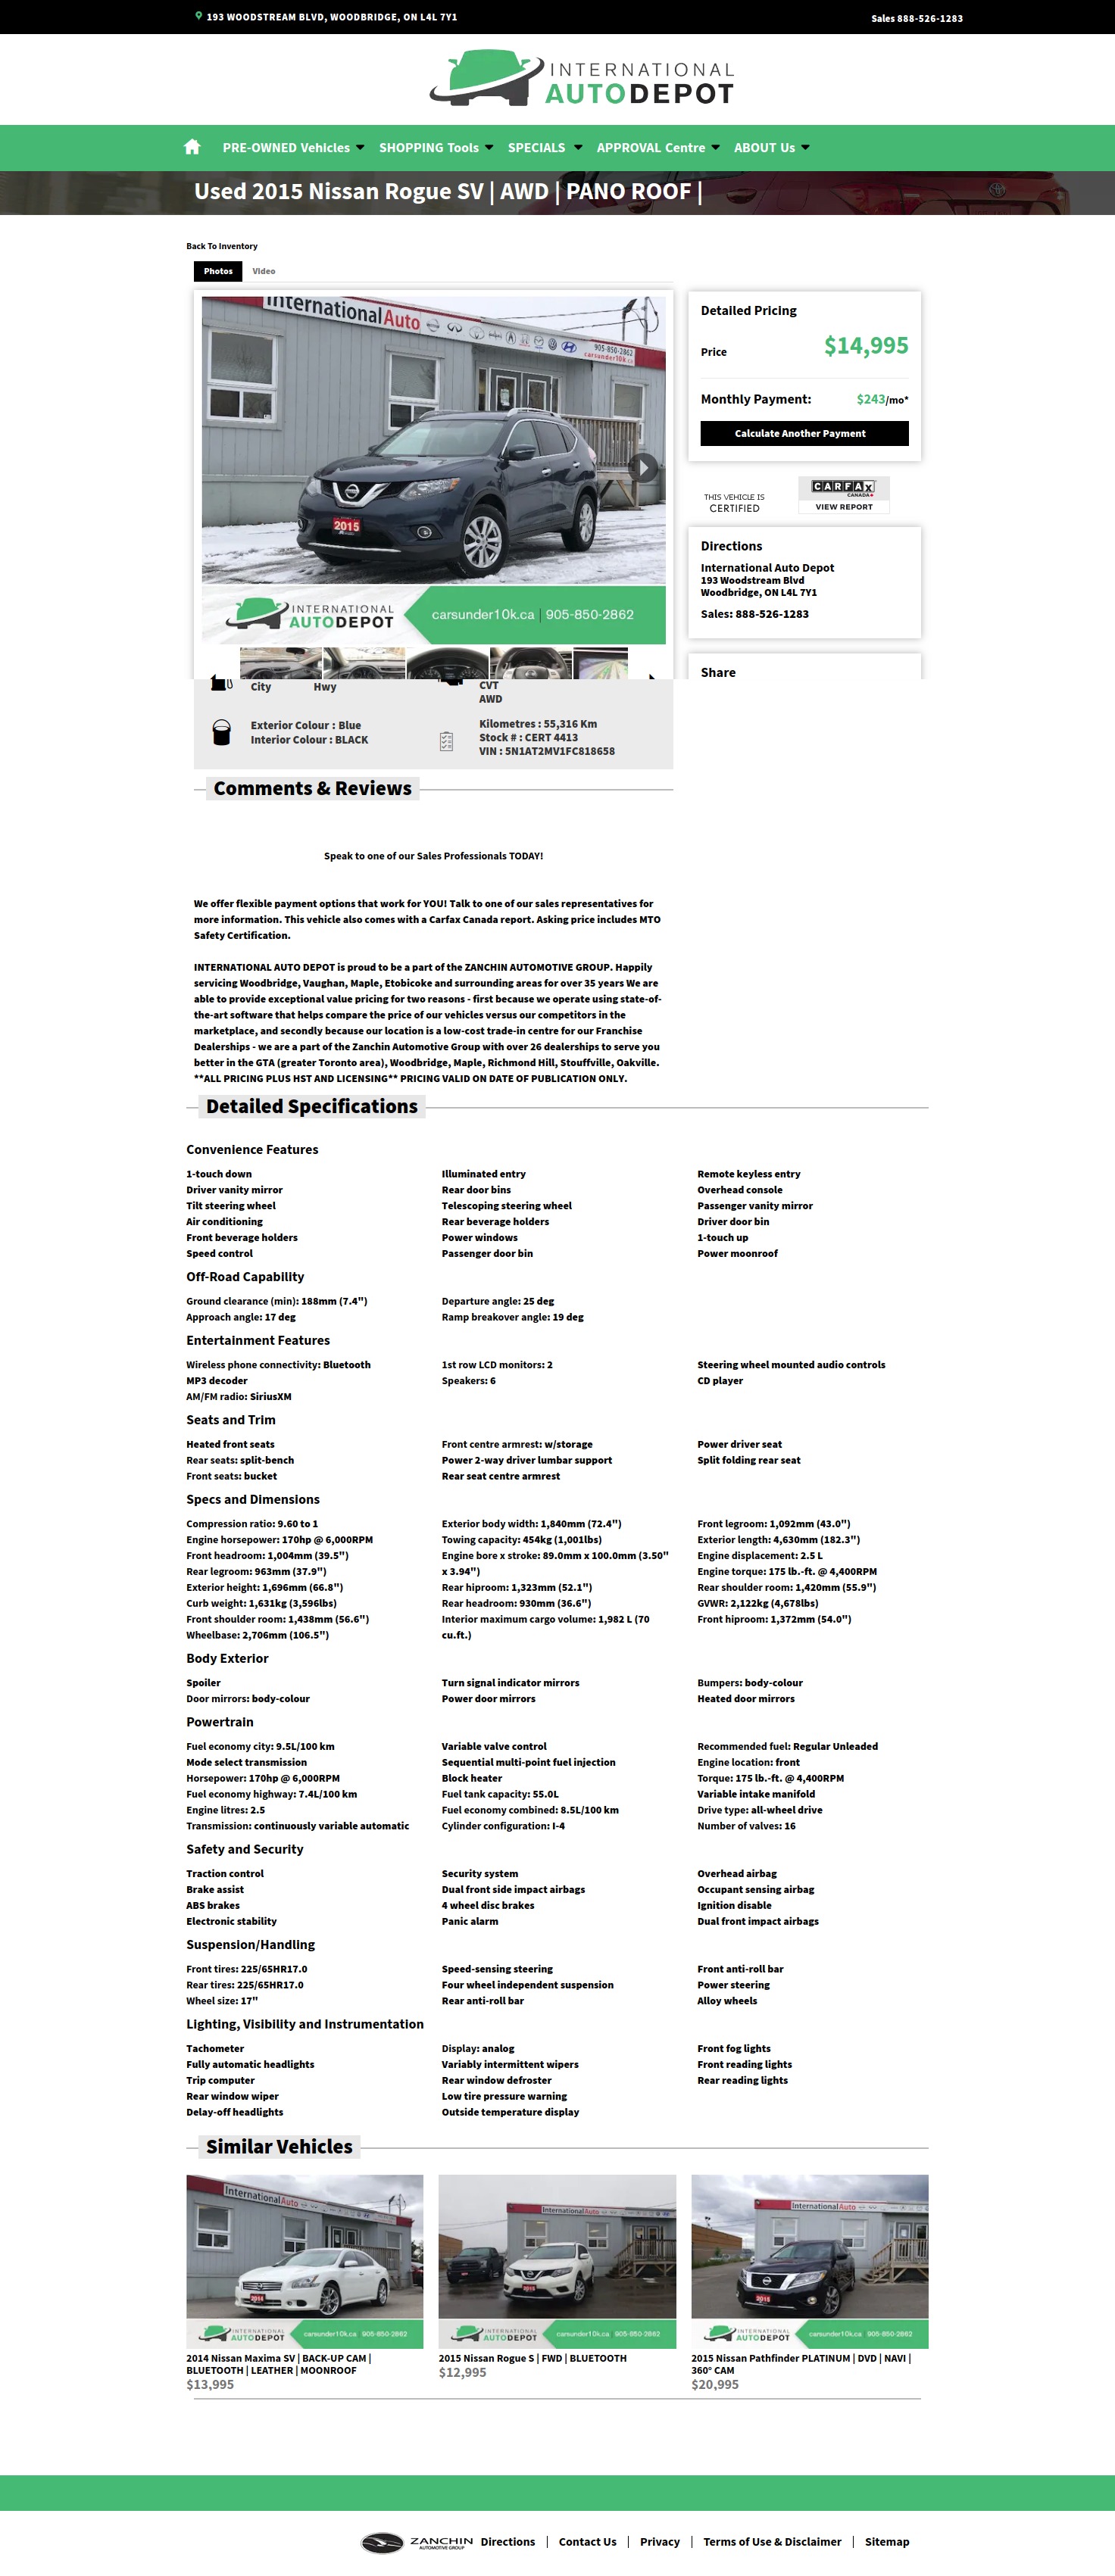 193 WOODSTREAM BLVD, WOODBRIDGE, ON L4L 7Y1
Sales 888-526-1283
INTERNATIONAL
AUTODEPOT
PRE-OWNED Vehicles
SHOPPING Tools
SPECIALS
APPROVAL Centre
ABOUT Us
Used 2015 Nissan Rogue SV | AWD | PANO ROOF |
Back To Inventory
Photos
Video
InternationalAuto
905-850-2862
carsunder10k.ca
2015
INTERNATIONAL
AUTODEPOT
carsunder10k.ca | 905-850-2862
Detailed Pricing
Price
$14,995
Monthly Payment:
$243/mo*
Calculate Another Payment
THIS VEHICLE IS
CERTIFIED
CARFAX
CANADA
VIEW REPORT
Directions
International Auto Depot
193 Woodstream Blvd
Woodbridge, ON L4L 7Y1
Sales: 888-526-1283
Share
City
Hwy
CVT
AWD
Exterior Colour : Blue
Interior Colour : BLACK
Kilometres : 55,316 Km
Stock # : CERT 4413
VIN : 5N1AT2MV1FC818658
Comments & Reviews
Speak to one of our Sales Professionals TODAY!
We offer flexible payment options that work for YOU! Talk to one of our sales representatives for
more information. This vehicle also comes with a Carfax Canada report. Asking price includes MTO
Safety Certification.
INTERNATIONAL AUTO DEPOT is proud to be a part of the ZANCHIN AUTOMOTIVE GROUP. Happily
servicing Woodbridge, Vaughan, Maple, Etobicoke and surrounding areas for over 35 years We are
able to provide exceptional value pricing for two reasons - first because we operate using state-of-
the-art software that helps compare the price of our vehicles versus our competitors in the
marketplace, and secondly because our location is a low-cost trade-in centre for our Franchise
Dealerships - we are a part of the Zanchin Automotive Group with over 26 dealerships to serve you
better in the GTA (greater Toronto area), Woodbridge, Maple, Richmond Hill, Stouffville, Oakville.
**ALL PRICING PLUS HST AND LICENSING** PRICING VALID ON DATE OF PUBLICATION ONLY.
Detailed Specifications
Convenience Features
1-touch down
Driver vanity mirror
Tilt steering wheel
Air conditioning
Front beverage holders
Speed control
Illuminated entry
Rear door bins
Telescoping steering wheel
Rear beverage holders
Power windows
Passenger door bin
Remote keyless entry
Overhead console
Passenger vanity mirror
Driver door bin
1-touch up
Power moonroof
Off-Road Capability
Ground clearance (min): 188mm (7.4")
Approach angle: 17 deg
Departure angle: 25 deg
Ramp breakover angle: 19 deg
Entertainment Features
Wireless phone connectivity: Bluetooth
MP3 decoder
AM/FM radio: SiriusXM
1st row LCD monitors: 2
Speakers: 6
Steering wheel mounted audio controls
CD player
Seats and Trim
Heated front seats
Rear seats: split-bench
Front seats: bucket
Front centre armrest: w/storage
Power 2-way driver lumbar support
Rear seat centre armrest
Power driver seat
Split folding rear seat
Specs and Dimensions
Compression ratio: 9.60 to 1
Engine horsepower: 170hp @ 6,000RPM
Front headroom: 1,004mm (39.5")
Rear legroom: 963mm (37.9")
Exterior height: 1,696mm (66.8")
Curb weight: 1,631kg (3,596lbs)
Front shoulder room: 1,438mm (56.6")
Wheelbase: 2,706mm (106.5")
Exterior body width: 1,840mm (72.4")
Towing capacity: 454kg (1,001lbs)
Engine bore x stroke: 89.0mm x 100.0mm (3.50"
x 3.94")
Rear hiproom: 1,323mm (52.1")
Rear headroom: 930mm (36.6")
Interior maximum cargo volume: 1,982 L (70
cu.ft.)
Front legroom: 1,092mm (43.0")
Exterior length: 4,630mm (182.3")
Engine displacement: 2.5 L
Engine torque: 175 lb.-ft. @ 4,400RPM
Rear shoulder room: 1,420mm (55.9")
GVWR: 2,122kg (4,678lbs)
Front hiproom: 1,372mm (54.0")
Body Exterior
Spoiler
Door mirrors: body-colour
Turn signal indicator mirrors
Power door mirrors
Bumpers: body-colour
Heated door mirrors
Powertrain
Fuel economy city: 9.5L/100 km
Mode select transmission
Horsepower: 170hp @ 6,000RPM
Fuel economy highway: 7.4L/100 km
Engine litres: 2.5
Transmission: continuously variable automatic
Variable valve control
Sequential multi-point fuel injection
Block heater
Fuel tank capacity: 55.0L
Fuel economy combined: 8.5L/100 km
Cylinder configuration: I-4
Recommended fuel: Regular Unleaded
Engine location: front
Torque: 175 lb.-ft. @ 4,400RPM
Variable intake manifold
Drive type: all-wheel drive
Number of valves: 16
Safety and Security
Traction control
Brake assist
ABS brakes
Electronic stability
Security system
Dual front side impact airbags
4 wheel disc brakes
Panic alarm
Overhead airbag
Occupant sensing airbag
Ignition disable
Dual front impact airbags
Suspension/Handling
Front tires: 225/65HR17.0
Rear tires: 225/65HR17.0
Wheel size: 17"
Speed-sensing steering
Four wheel independent suspension
Rear anti-roll bar
Front anti-roll bar
Power steering
Alloy wheels
Lighting, Visibility and Instrumentation
Tachometer
Fully automatic headlights
Trip computer
Rear window wiper
Delay-off headlights
Display: analog
Variably intermittent wipers
Rear window defroster
Low tire pressure warning
Outside temperature display
Front fog lights
Front reading lights
Rear reading lights
Similar Vehicles
InternationalAuto
InternationalAuto
InternationalAuto
INTERNATIONAL
AUTODEPOT
carsunder10k.ca | 905-850-2862
INTERNATIONAL
AUTODEPOT
carsunder10k.ca | 905-850-2862
INTERNATIONAL
AUTODEPOT
carsunder10k.ca | 905-850-2862
2014 Nissan Maxima SV | BACK-UP CAM |
BLUETOOTH | LEATHER | MOONROOF
$13,995
2015 Nissan Rogue S | FWD | BLUETOOTH
$12,995
2015 Nissan Pathfinder PLATINUM | DVD | NAVI |
360° CAM
$20,995
ZANCHIN
AUTOMOTIVE GROUP
Directions
Contact Us
Privacy
Terms of Use & Disclaimer
Sitemap